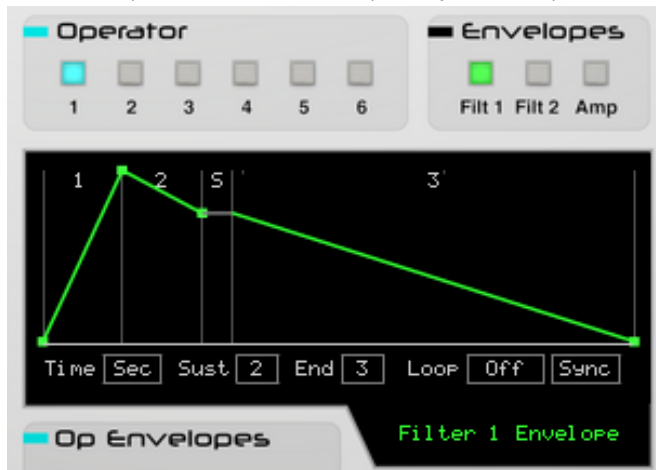 Operator
1 2 3 4 5 6
Envelopes
Filt 1 Filt 2 Amp
1 2 S 3
Time Sec Sust 2 End 3 Loop Off Sync
Op Envelopes
Filter 1 Envelope